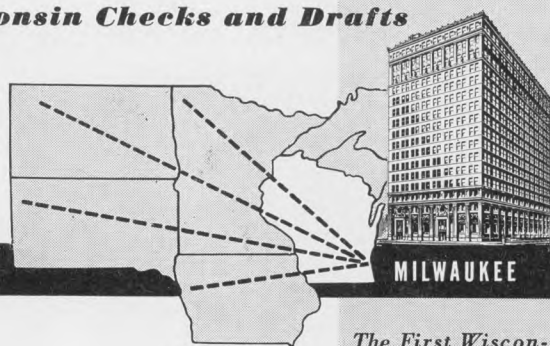 onsin Checks and Drafts
MILWAUKEE
The First Wiscon-